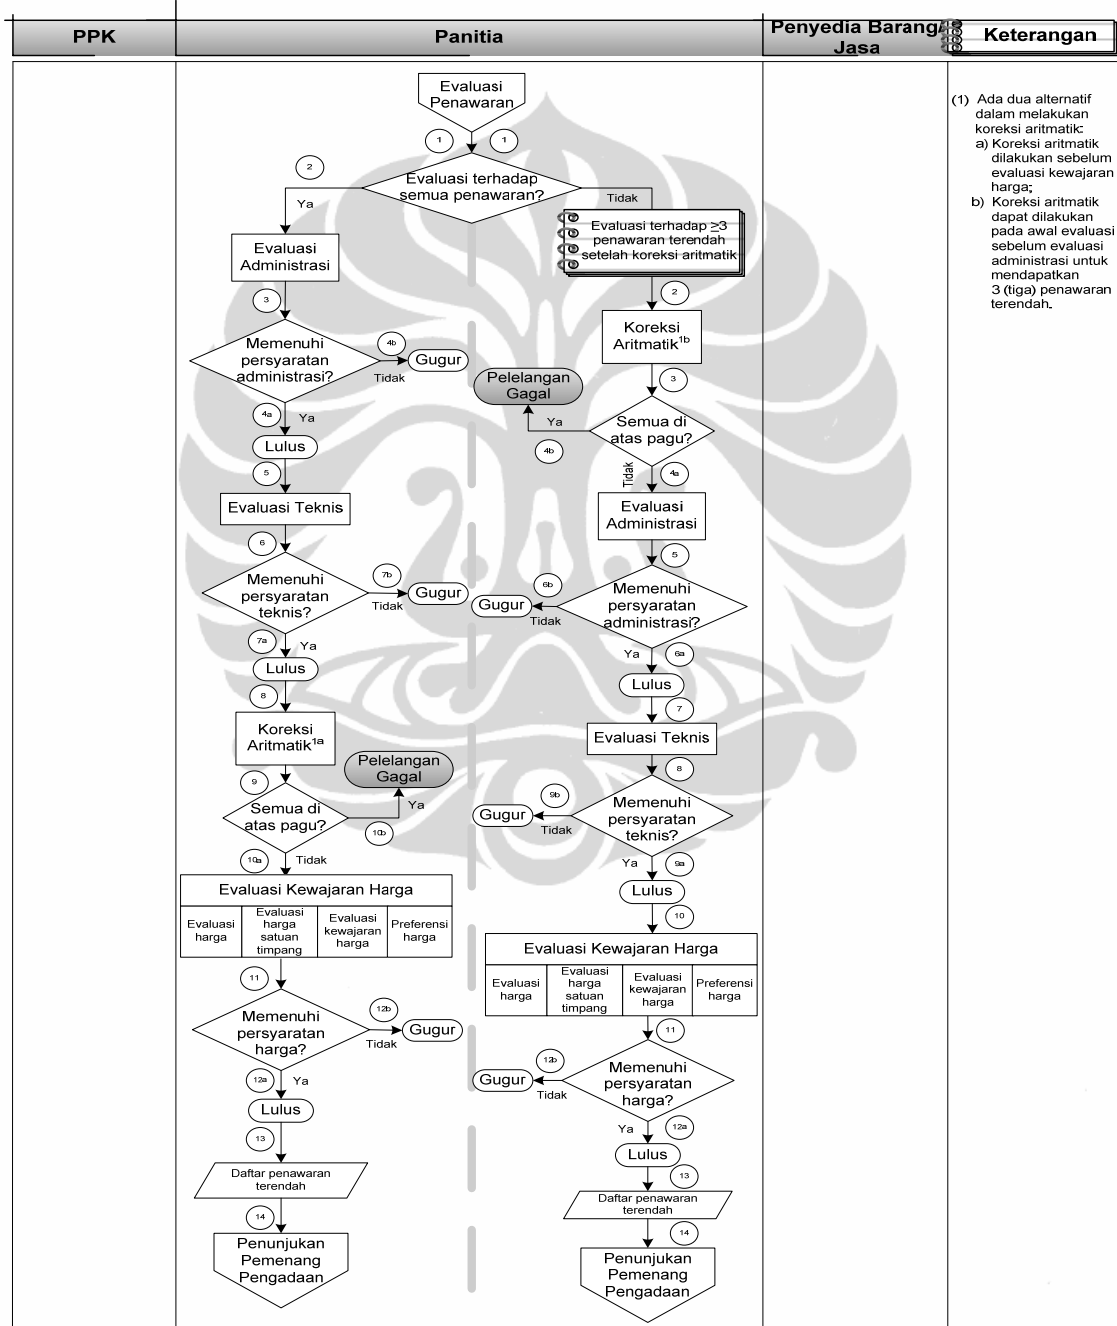 PPK
Panitia
Penyedia Barang/
Jasa
Keterangan
Evaluasi
Penawaran
1
1
Evaluasi terhadap
semua penawaran?
2
Ya
Evaluasi
Administrasi
3
Memenuhi
persyaratan
administrasi?
4b
Tidak
Gugur
4a
Ya
Lulus
5
Evaluasi Teknis
6
Memenuhi
persyaratan
teknis?
7b
Tidak
Gugur
7a
Ya
Lulus
8
Koreksi
Aritmatik1a
9
Semua di
atas pagu?
Pelelangan
Gagal
Ya
10b
10a
Tidak
Evaluasi Kewajaran Harga
Evaluasi
harga
Evaluasi
harga
satuan
timpang
Evaluasi
kewajaran
harga
Preferensi
harga
11
Memenuhi
persyaratan
harga?
12b
Tidak
Gugur
12a
Ya
Lulus
13
Daftar penawaran
terendah
14
Penunjukan
Pemenang
Pengadaan
Tidak
Evaluasi terhadap ≥3
penawaran terendah
setelah koreksi aritmatik
2
Koreksi
Aritmatik1b
3
Semua di
atas pagu?
Pelelangan
Gagal
Ya
4b
Tidak
4a
Evaluasi
Administrasi
5
Memenuhi
persyaratan
administrasi?
6b
Tidak
Gugur
Ya
6a
Lulus
7
Evaluasi Teknis
8
Memenuhi
persyaratan
teknis?
9b
Tidak
Gugur
Ya
9a
Lulus
10
Evaluasi Kewajaran Harga
Evaluasi
harga
Evaluasi
harga
satuan
timpang
Evaluasi
kewajaran
harga
Preferensi
harga
11
Memenuhi
persyaratan
harga?
12b
Tidak
Gugur
Ya
12a
Lulus
13
Daftar penawaran
terendah
14
Penunjukan
Pemenang
Pengadaan
(1) Ada dua alternatif
dalam melakukan
koreksi aritmatik:
a) Koreksi aritmatik
dilakukan sebelum
evaluasi kewajaran
harga;
b) Koreksi aritmatik
dapat dilakukan
pada awal evaluasi
sebelum evaluasi
administrasi untuk
mendapatkan
3 (tiga) penawaran
terendah.